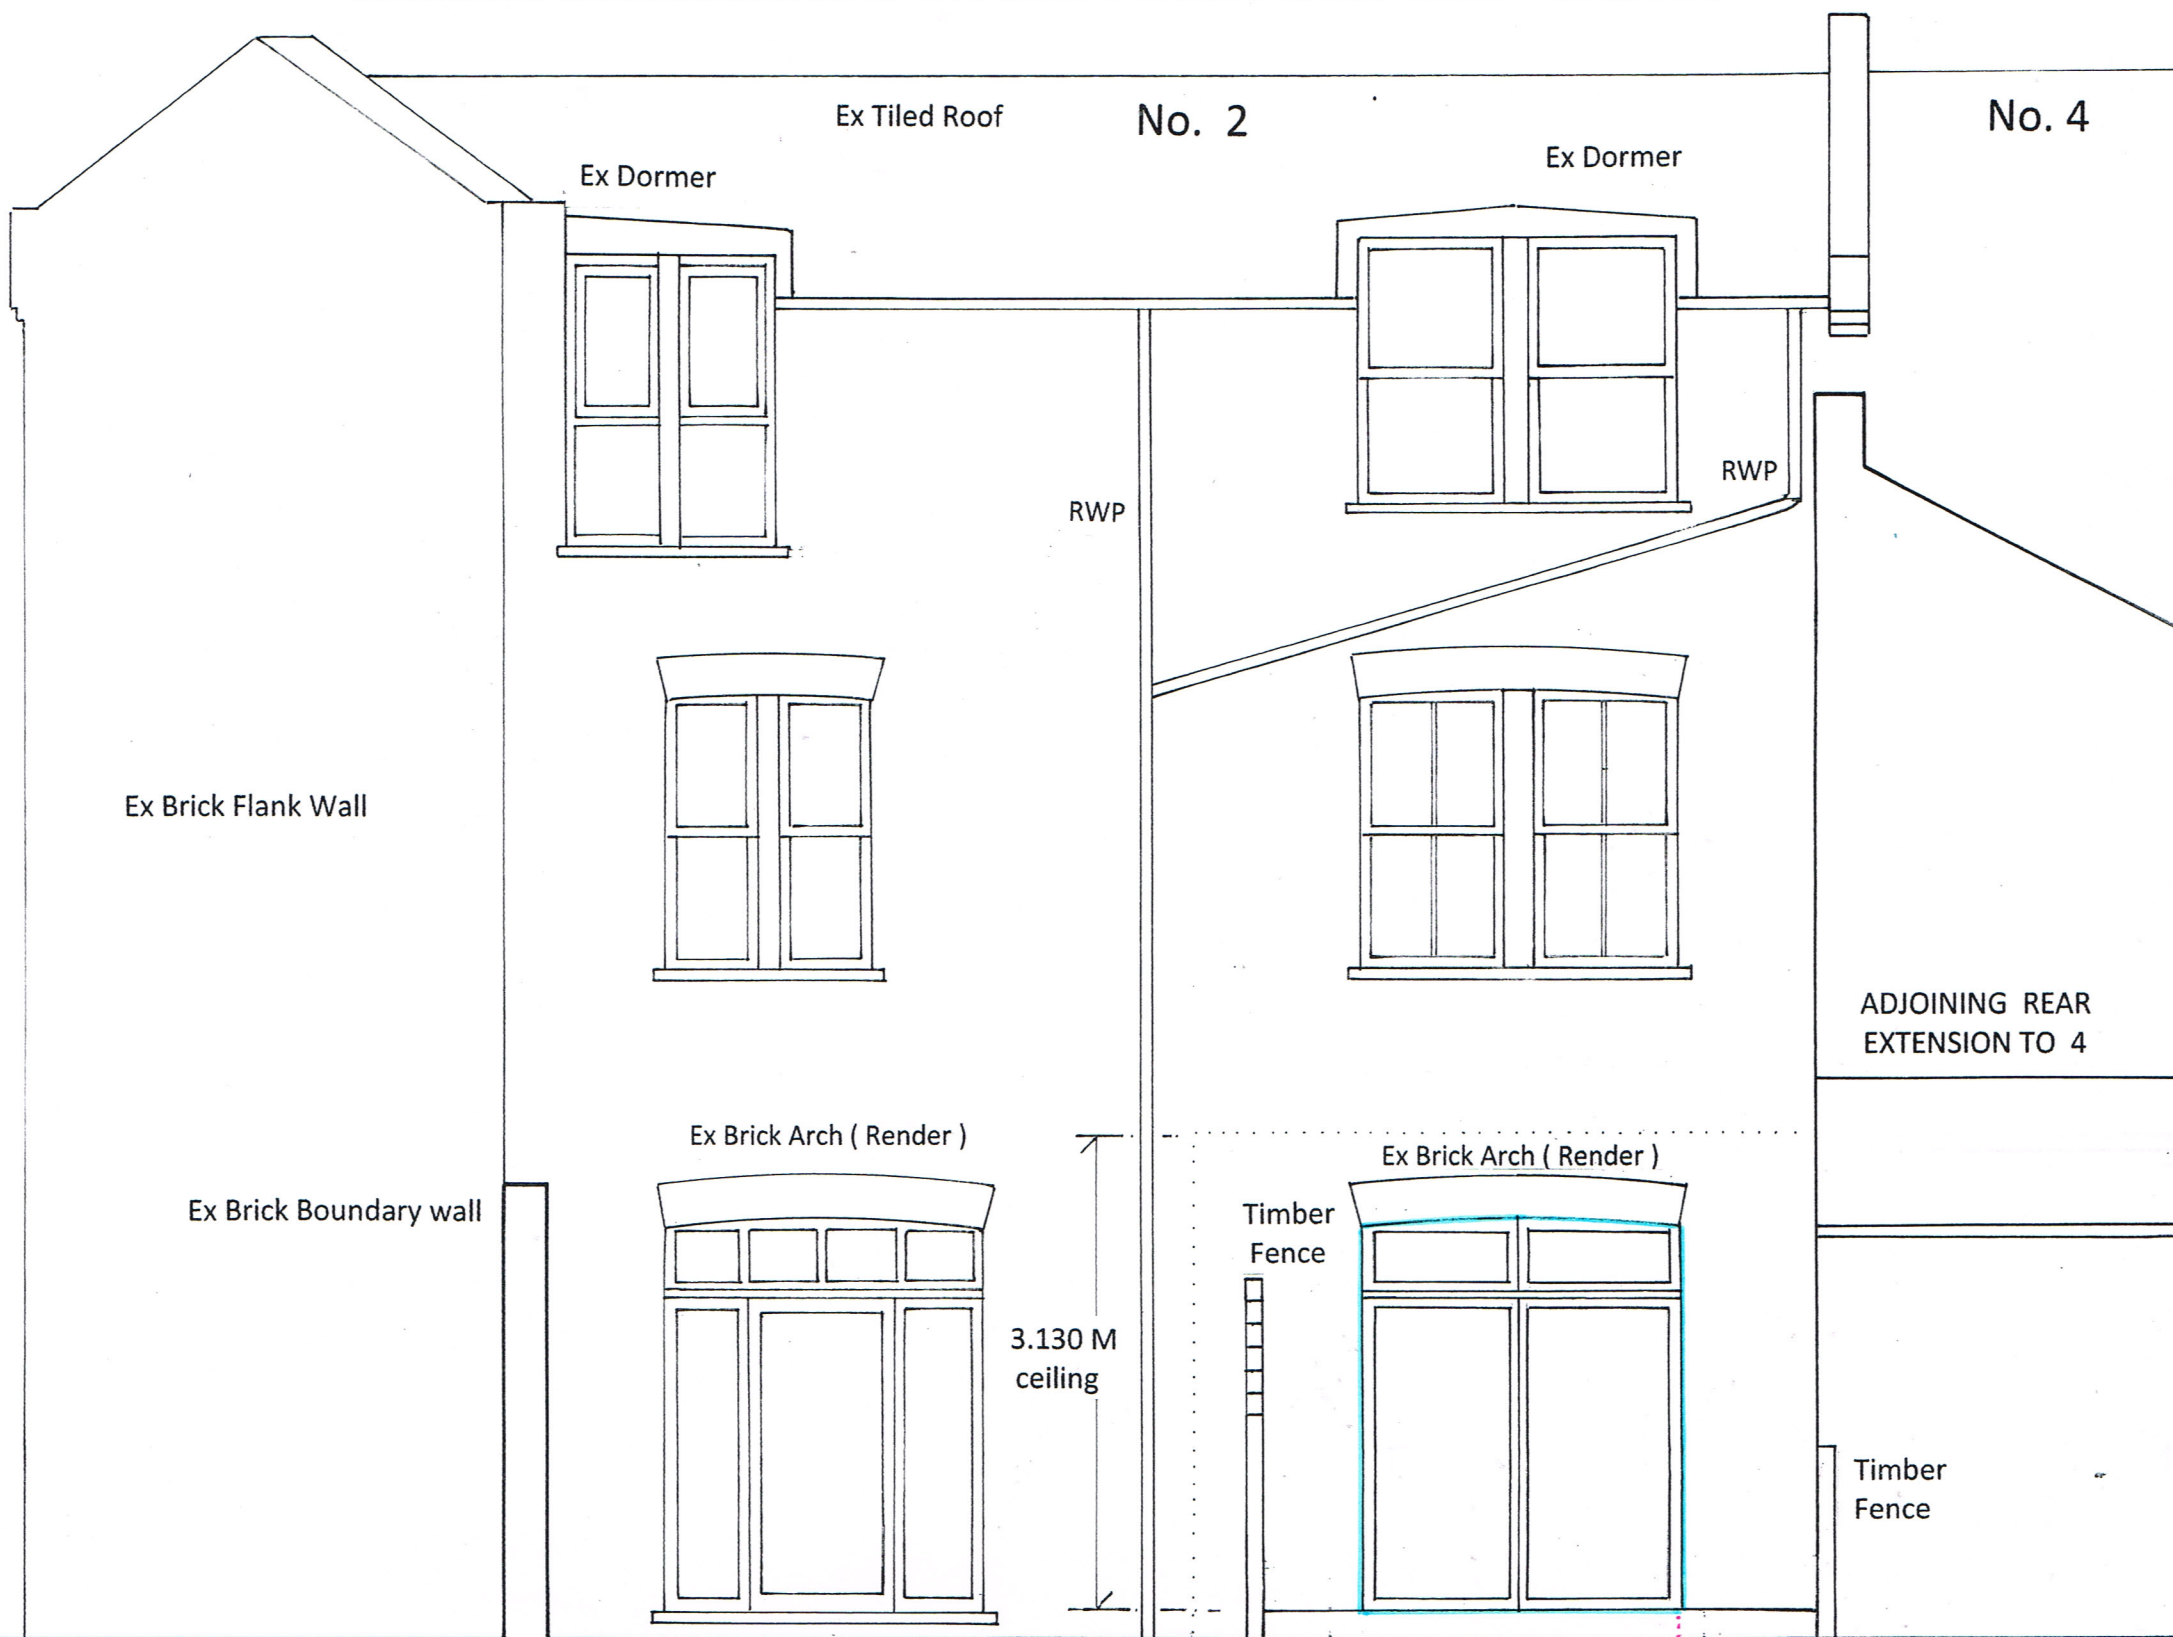 Ex Tiled Roof
No. 2
No. 4
Ex Dormer
Ex Dormer
RWP
RWP
Ex Brick Flank Wall
ADJOINING REAR
EXTENSION TO 4
Ex Brick Arch ( Render )
Ex Brick Arch ( Render )
Ex Brick Boundary wall
Timber
Fence
3.130 M
ceiling
Timber
Fence